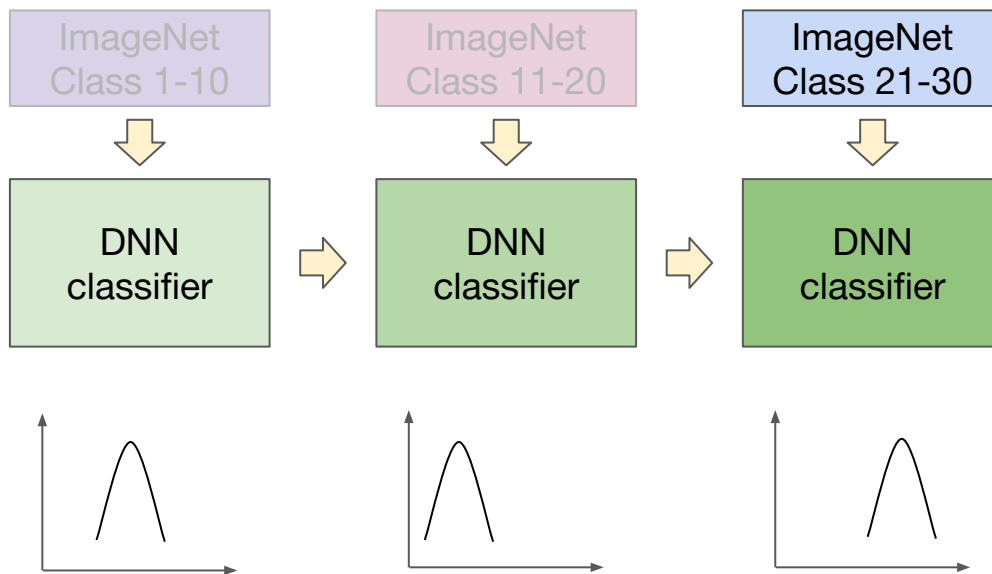 ImageNet
Class 1-10
ImageNet
Class 11-20
ImageNet
Class 21-30
DNN
classifier
DNN
classifier
DNN
classifier